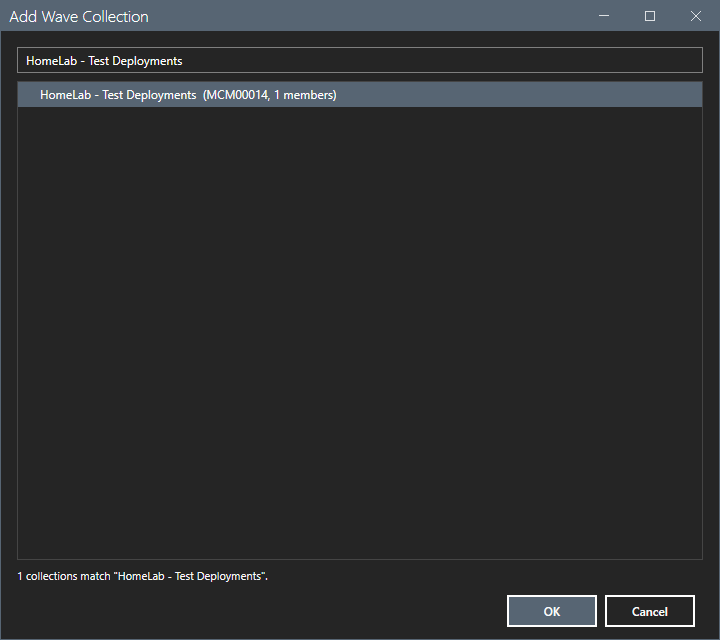 Add Wave Collection
HomeLab - Test Deployments
HomeLab - Test Deployments (MCM00014, 1 members)
1 collections match "HomeLab - Test Deployments".
OK
Cancel